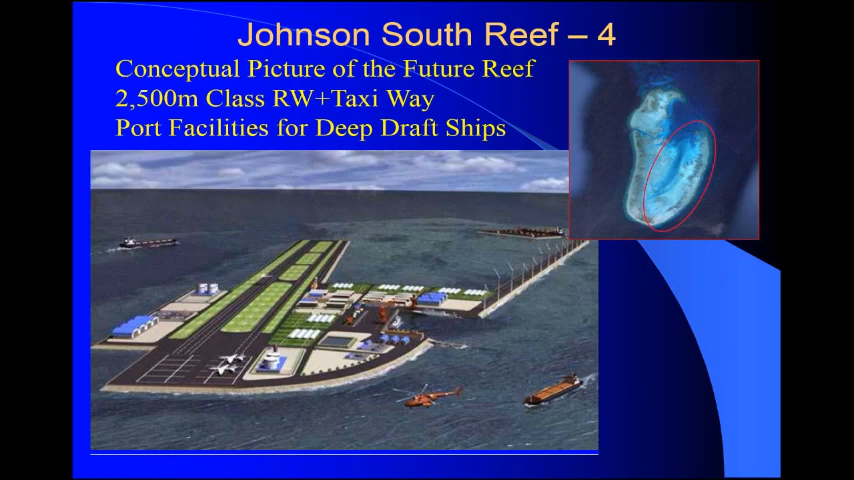 Johnson South Reef – 4
Conceptual Picture of the Future Reef
2,500m Class RW+Taxi Way
Port Facilities for Deep Draft Ships